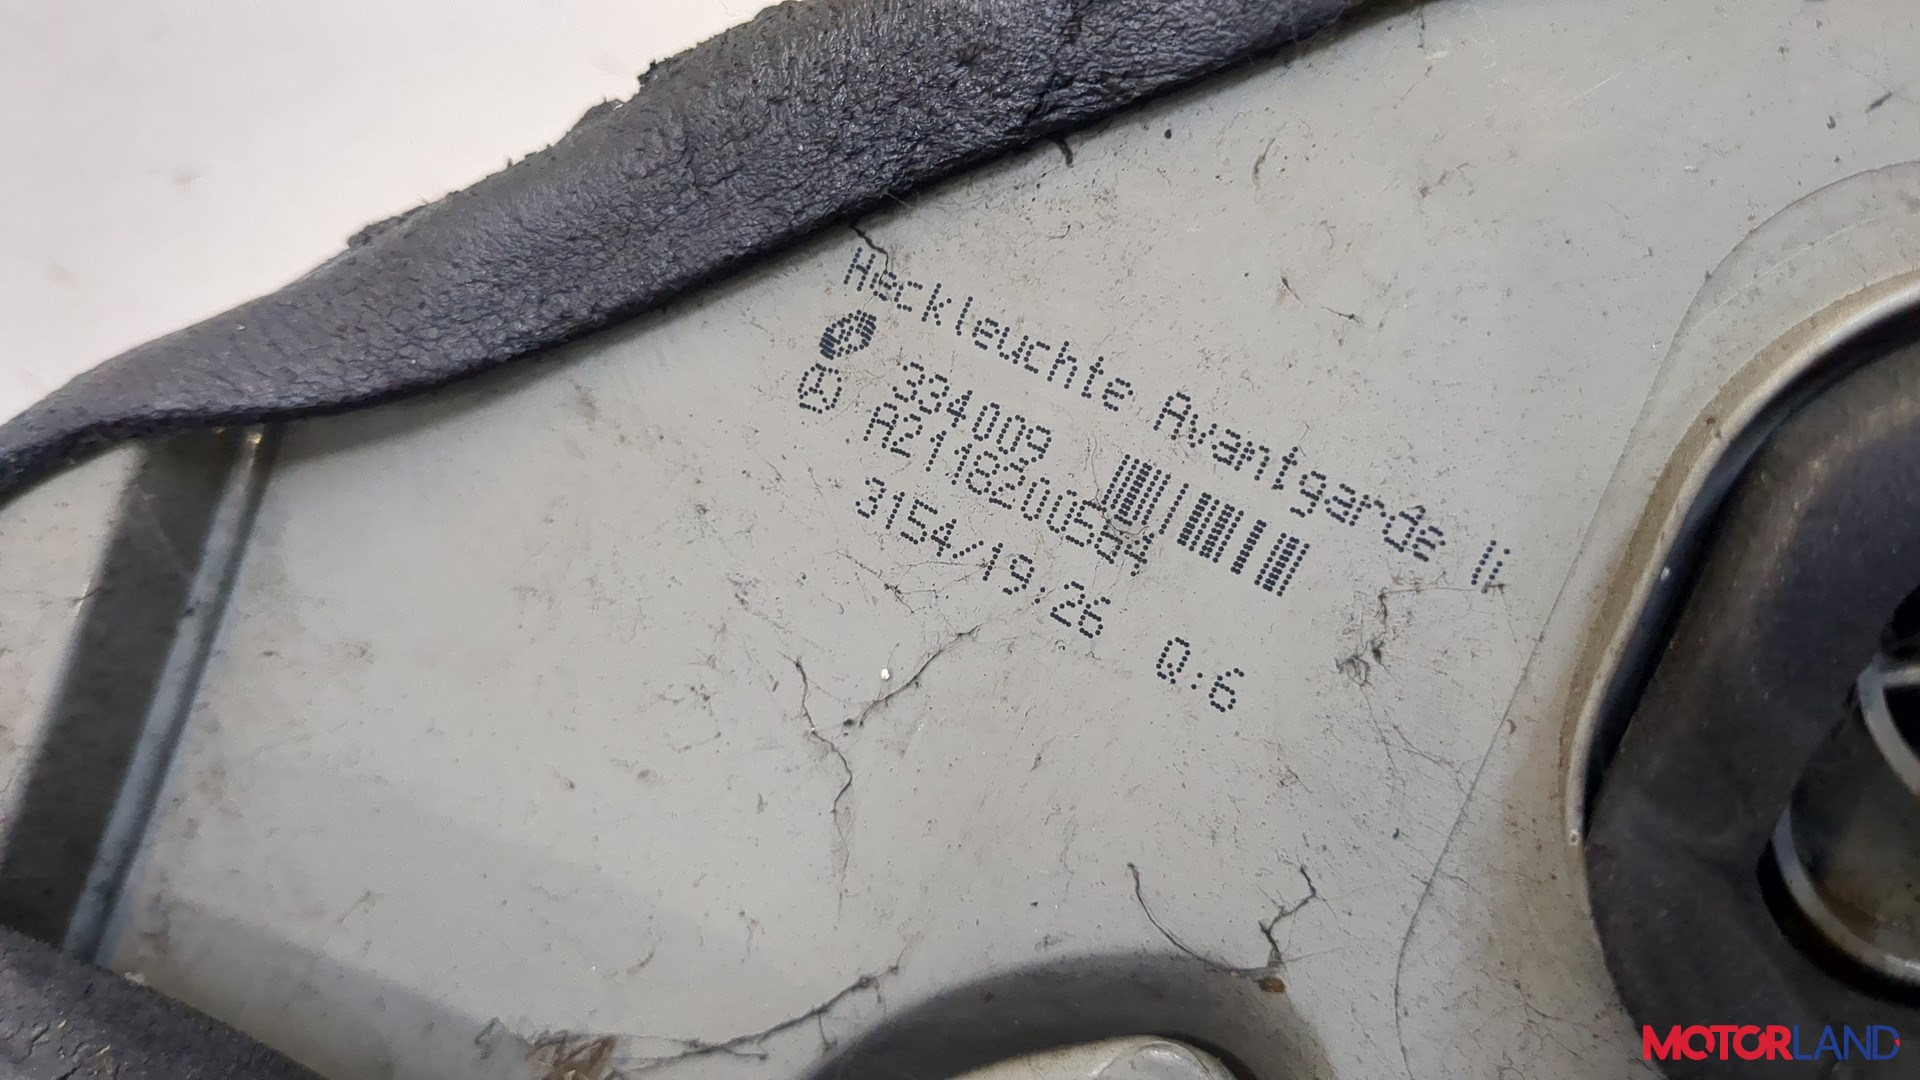 Heckleuchte Avantgarde li
334009
A2118200564
3154/19:26 Q:6
MOTORLAND